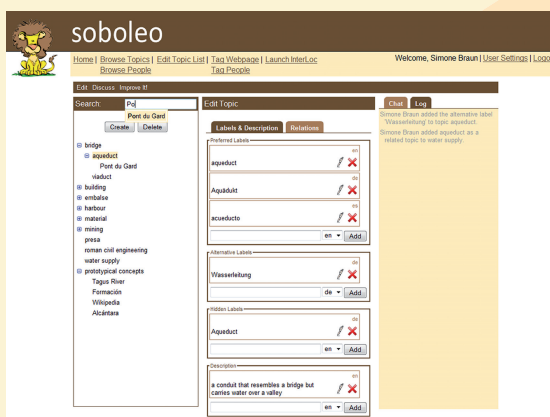 soboleo
Home | Browse Topics | Edit Topic List | Tag Webpage | Launch InterLoc
Browse People Tag People
Welcome, Simone Braun | User Settings | Logo
Edit Discuss Improve It!
Search: Po
Pont du Gard
Create Delete
bridge
aqueduct
Pont du Gard
viaduct
building
embalse
harbour
material
mining
presa
roman civil engineering
water supply
prototypical concepts
Tagus River
Formación
Wikipedia
Alcántara
Edit Topic
Labels & Description Relations
Preferred Labels
en
aqueduct
de
Aquädukt
es
acueducto
en Add
Alternative Labels
de
Wasserleitung
de Add
Hidden Labels
de
Aqueduct
en Add
Description
en
a conduit that resembles a bridge but
carries water over a valley
en Add
Chat Log
Simone Braun added the alternative label
'Wasserleitung' to topic aqueduct.
Simone Braun added aqueduct as a
related topic to water supply.